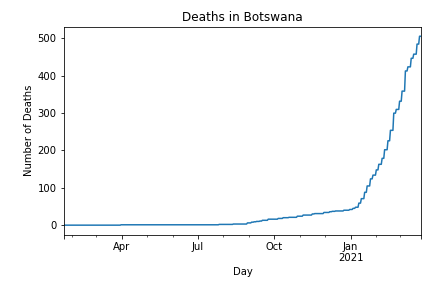 Deaths in Botswana
Number of Deaths
500
400
300
200
100
0
Apr
Jul
Oct
Jan
2021
Day